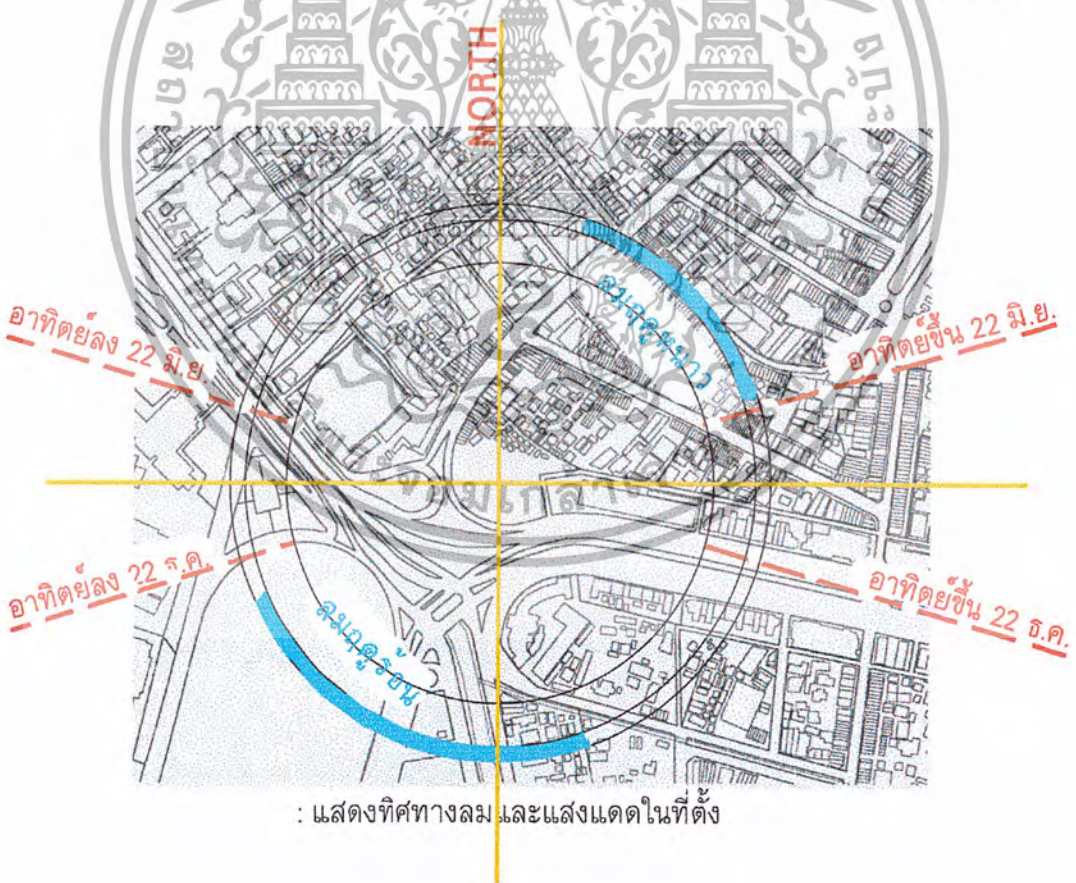 NORTH
ลมฤดูหนาว
อาทิตย์ลง 22 มิ.ย.
อาทิตย์ขึ้น 22 มิ.ย.
อาทิตย์ลง 22 ธ.ค.
อาทิตย์ขึ้น 22 ธ.ค.
ลมฤดูร้อน
: แสดงทิศทางลมและแสงแดดในที่ตั้ง